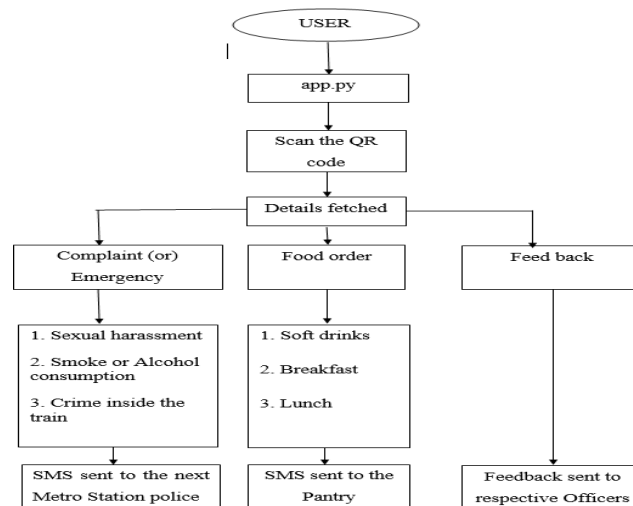 USER
app.py
Scan the QR
code
Details fetched
Complaint (or)
Emergency
Food order
Feed back
1. Sexual harassment
2. Smoke or Alcohol
consumption
3. Crime inside the
train
1. Soft drinks
2. Breakfast
3. Lunch
SMS sent to the next
Metro Station police
SMS sent to the
Pantry
Feedback sent to
respective Officers